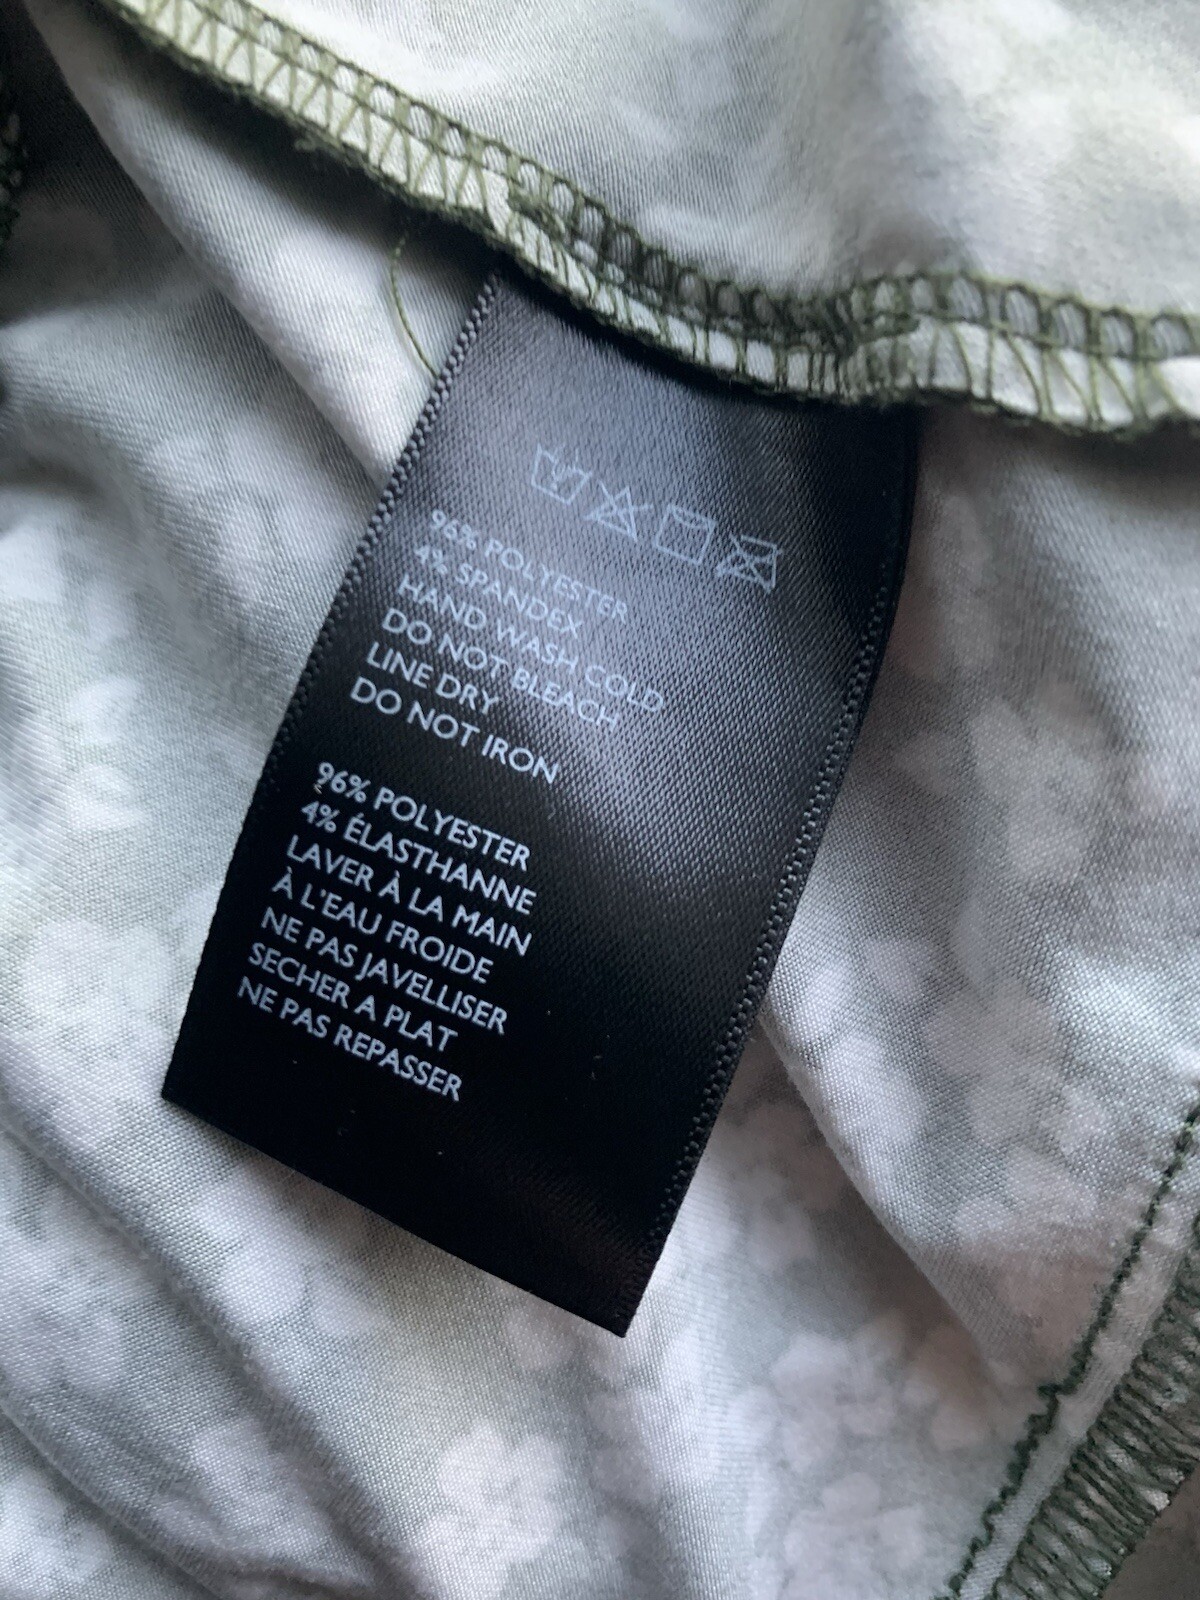 96% POLYESTER
4% SPANDEX
HAND WASH COLD
DO NOT BLEACH
LINE DRY
DO NOT IRON
96% POLYESTER
4% ÉLASTHANNE
LAVER À LA MAIN
À L'EAU FROIDE
NE PAS JAVELLISER
SECHER A PLAT
NE PAS REPASSER